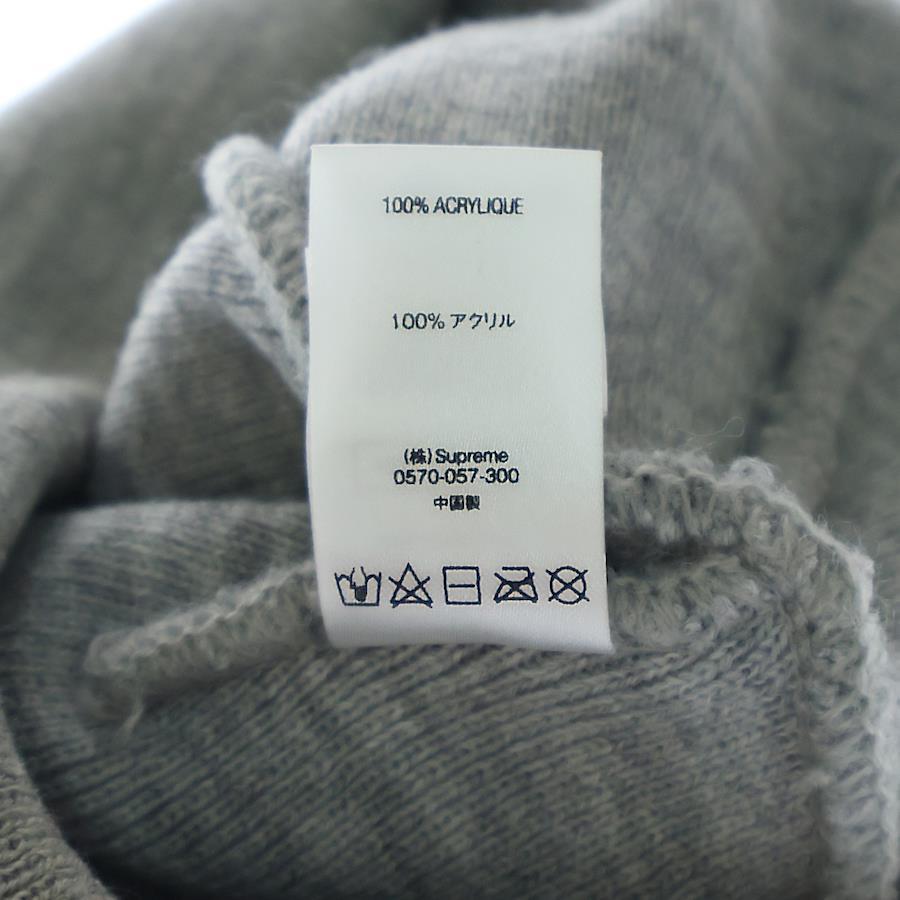 100% ACRYLIQUE
100% アクリル
(株) Supreme
0570-057-300
中国製